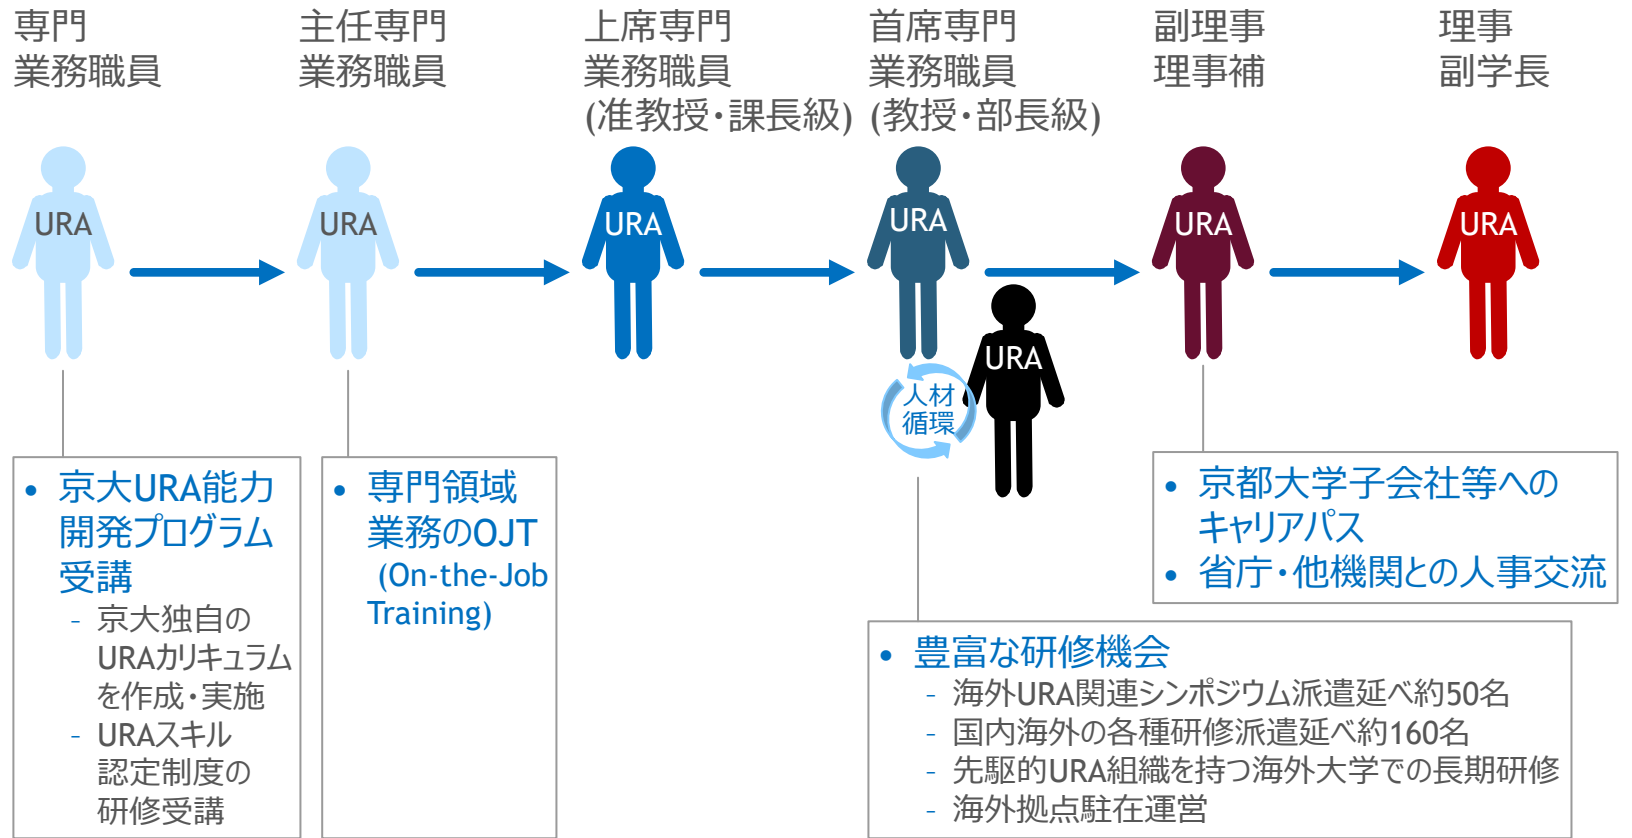 専門
業務職員
主任専門
業務職員
上席専門
業務職員
(准教授・課長級)
首席専門
業務職員
(教授・部長級)
副理事
理事補
理事
副学長
URA
URA
URA
URA
URA
URA
URA
人材
循環
• 京大URA能力
開発プログラム
受講
- 京大独自の
URAカリキュラム
を作成・実施
- URAスキル
認定制度の
研修受講
• 専門領域
業務のOJT
(On-the-Job
Training)
• 京都大学子会社等への
キャリアパス
• 省庁・他機関との人事交流
• 豊富な研修機会
- 海外URA関連シンポジウム派遣延べ約50名
- 国内海外の各種研修派遣延べ約160名
- 先駆的URA組織を持つ海外大学での長期研修
- 海外拠点駐在運営